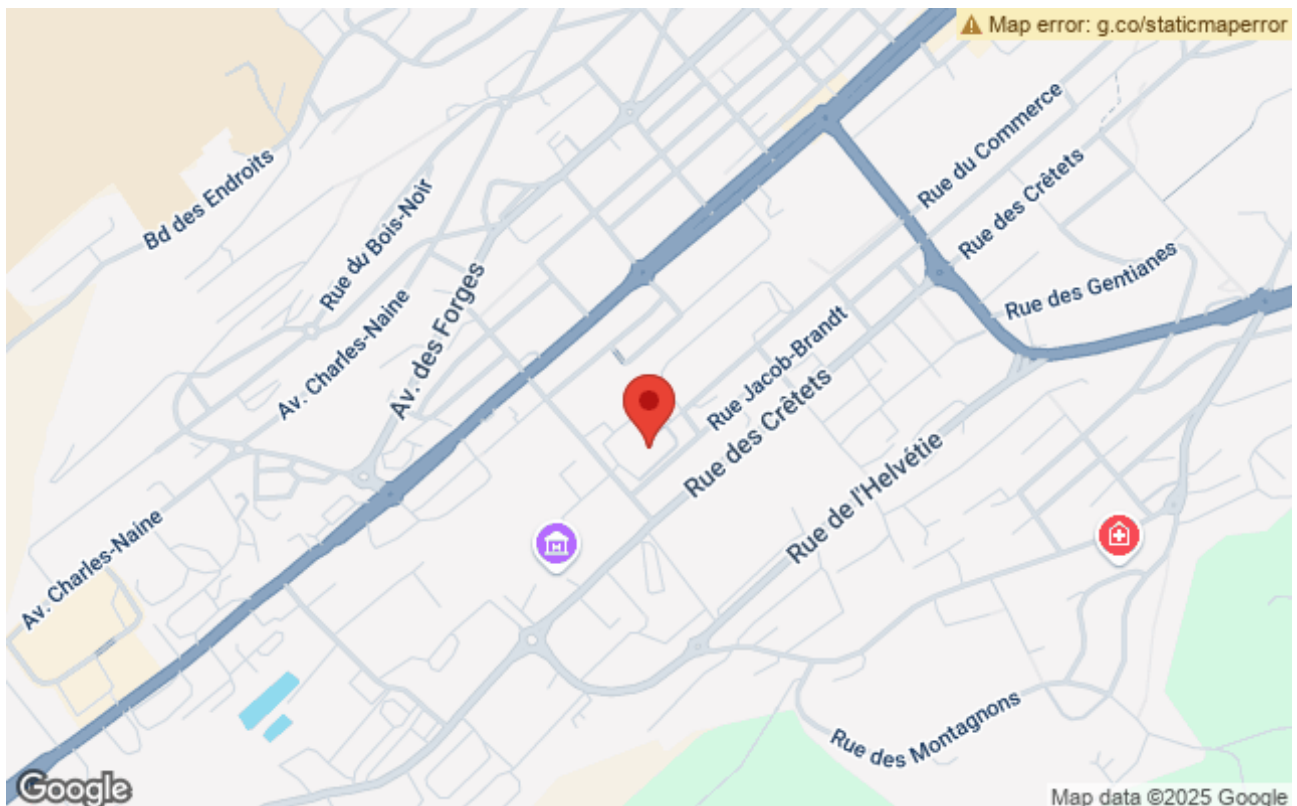 Map error: g.co/staticmaperror
Rue du Commerce
Bd des Endroits
Rue du Bois-Noir
Rue des Crêtets
Rue des Gentianes
Av. des Forges
Av. Charles-Naine
Rue Jacob-Brandt
Rue des Crêtets
Rue de l'Helvétie
Av. Charles-Naine
Rue des Montagnons
Google
Map data ©2025 Google